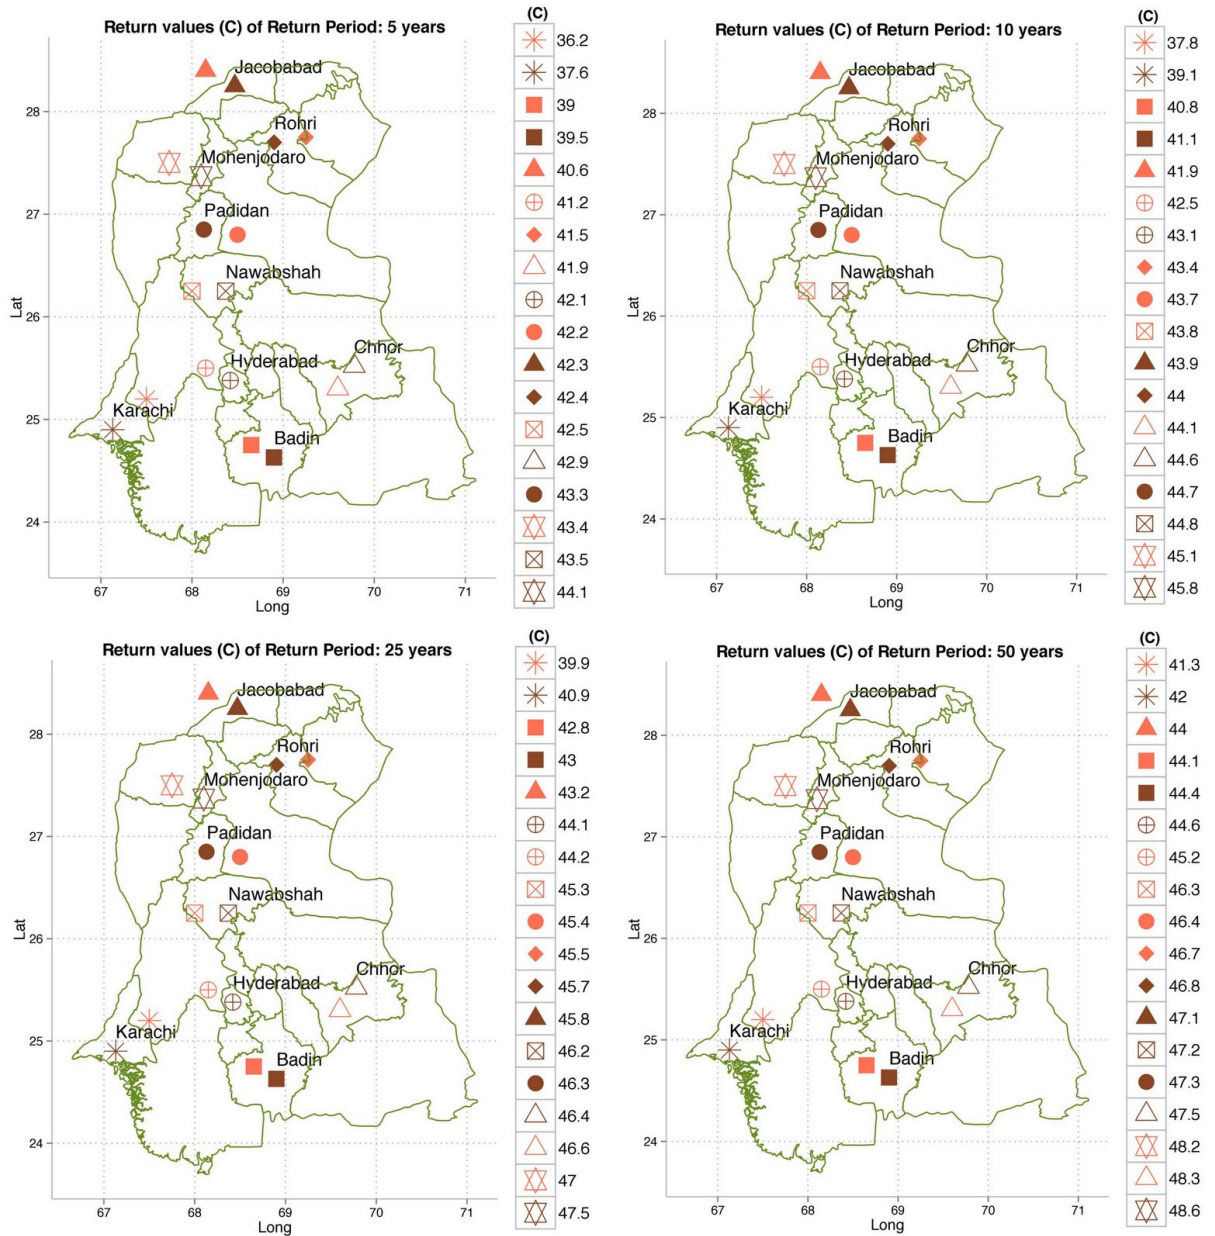 Return values (C) of Return Period: 5 years
(C)
36.2
37.6
39
39.5
40.6
41.2
41.5
41.9
42.1
42.2
42.3
42.4
42.5
42.9
43.3
43.4
43.5
44.1
Jacobabad
Rohri
Mohenjodaro
Padidan
Nawabshah
Hyderabad
Chhor
Karachi
Badin
28
27
26
25
24
Lat
67 68 69 70 71
Long
Return values (C) of Return Period: 10 years
(C)
37.8
39.1
40.8
41.1
41.9
42.5
43.1
43.4
43.7
43.8
43.9
44
44.1
44.6
44.7
44.8
45.1
45.8
Jacobabad
Rohri
Mohenjodaro
Padidan
Nawabshah
Hyderabad
Chhor
Karachi
Badin
28
27
26
25
24
Lat
67 68 69 70 71
Long
Return values (C) of Return Period: 25 years
(C)
39.9
40.9
42.8
43
43.2
44.1
44.2
45.3
45.4
45.5
45.7
45.8
46.2
46.3
46.4
46.6
47
47.5
Jacobabad
Rohri
Mohenjodaro
Padidan
Nawabshah
Hyderabad
Chhor
Karachi
Badin
28
27
26
25
24
Lat
67 68 69 70 71
Long
Return values (C) of Return Period: 50 years
(C)
41.3
42
44
44.1
44.4
44.6
45.2
46.3
46.4
46.7
46.8
47.1
47.2
47.3
47.5
48.2
48.3
48.6
Jacobabad
Rohri
Mohenjodaro
Padidan
Nawabshah
Hyderabad
Chhor
Karachi
Badin
28
27
26
25
24
Lat
67 68 69 70 71
Long